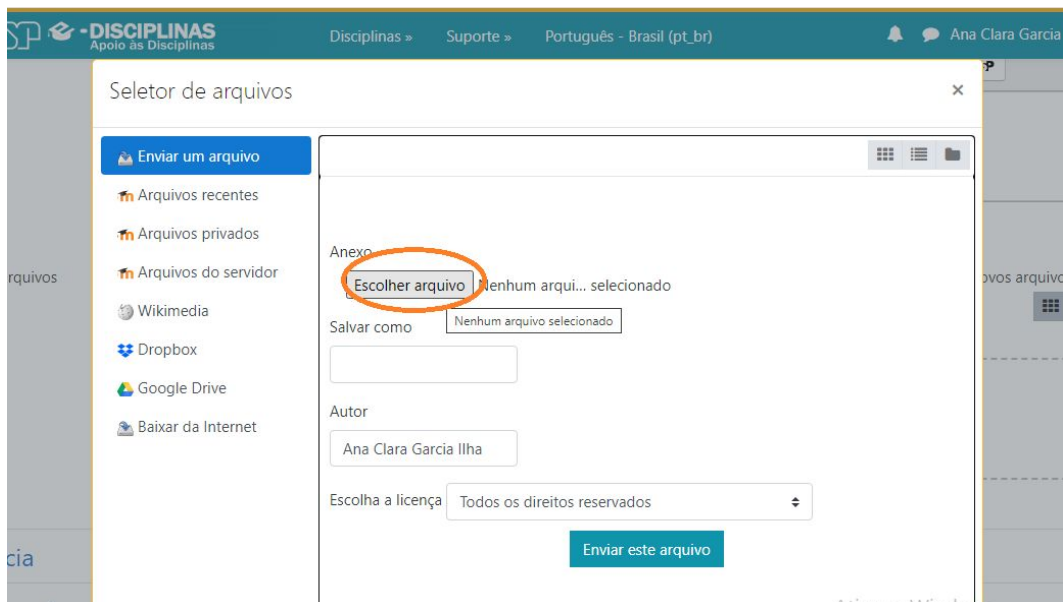 SP e-DISCIPLINAS
Apoio às Disciplinas
Disciplinas »
Suporte »
Português - Brasil (pt_br)
Ana Clara Garcia
Seletor de arquivos
×
Enviar um arquivo
Arquivos recentes
Arquivos privados
Arquivos do servidor
Wikimedia
Dropbox
Google Drive
Baixar da Internet
Anexo
Escolher arquivo Nenhum arqui... selecionado
Nenhum arquivo selecionado
Salvar como
Autor
Ana Clara Garcia Ilha
Escolha a licença Todos os direitos reservados
Enviar este arquivo
rquivos
ovos arquivo
cia